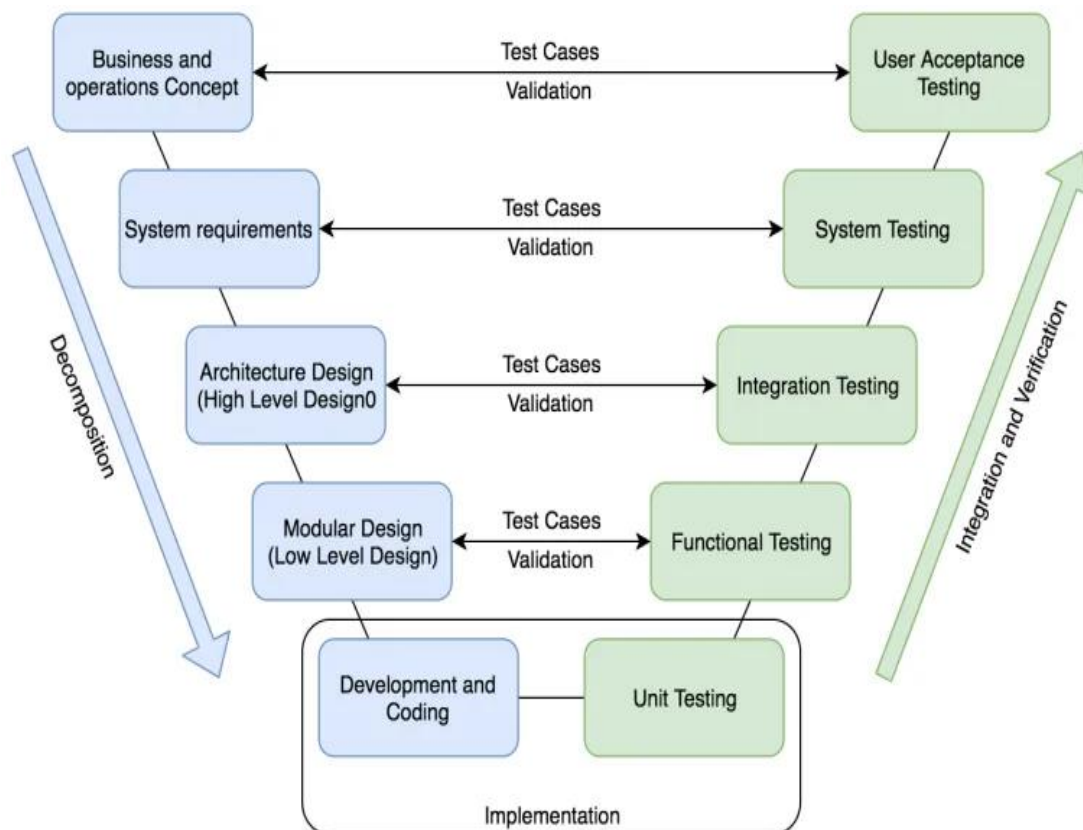 Business and
operations Concept
Test Cases
Validation
User Acceptance
Testing
System requirements
Test Cases
Validation
System Testing
Decomposition
Architecture Design
(High Level Design0
Test Cases
Validation
Integration Testing
Integration and Verification
Modular Design
(Low Level Design)
Test Cases
Validation
Functional Testing
Development and
Coding
Unit Testing
Implementation